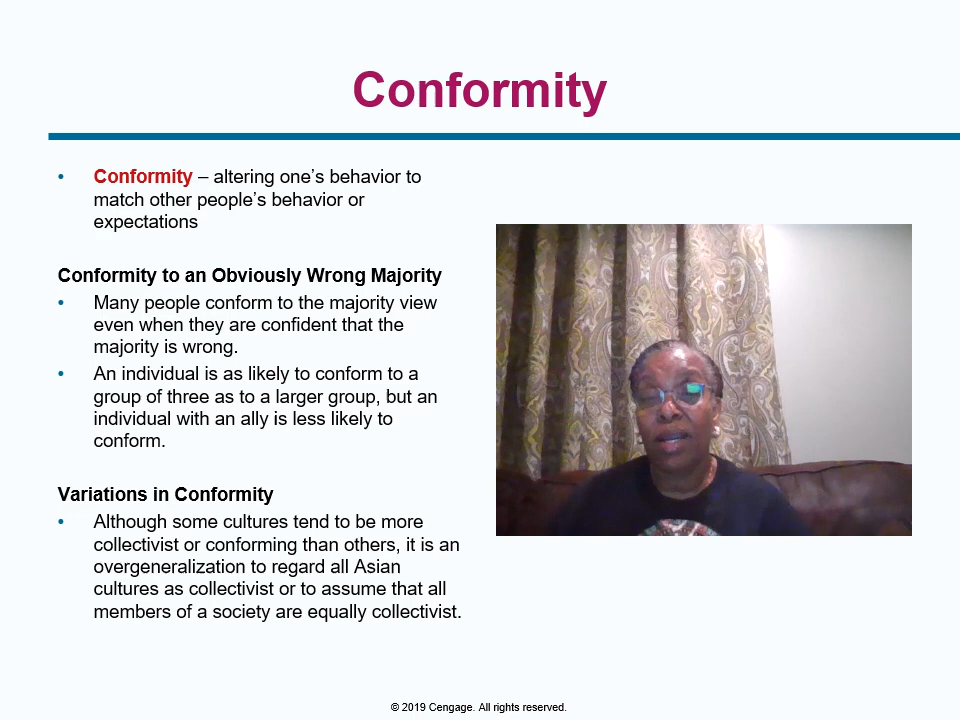 Conformity
• Conformity – altering one’s behavior to
match other people’s behavior or
expectations
Conformity to an Obviously Wrong Majority
• Many people conform to the majority view
even when they are confident that the
majority is wrong.
• An individual is as likely to conform to a
group of three as to a larger group, but an
individual with an ally is less likely to
conform.
Variations in Conformity
• Although some cultures tend to be more
collectivist or conforming than others, it is an
overgeneralization to regard all Asian
cultures as collectivist or to assume that all
members of a society are equally collectivist.
© 2019 Cengage. All rights reserved.